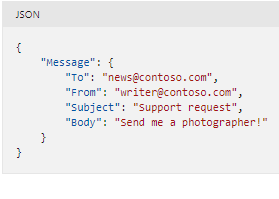 JSON
{
    "Message": {
        "To": "news@contoso.com",
        "From": "writer@contoso.com",
        "Subject": "Support request",
        "Body": "Send me a photographer!"
    }
}